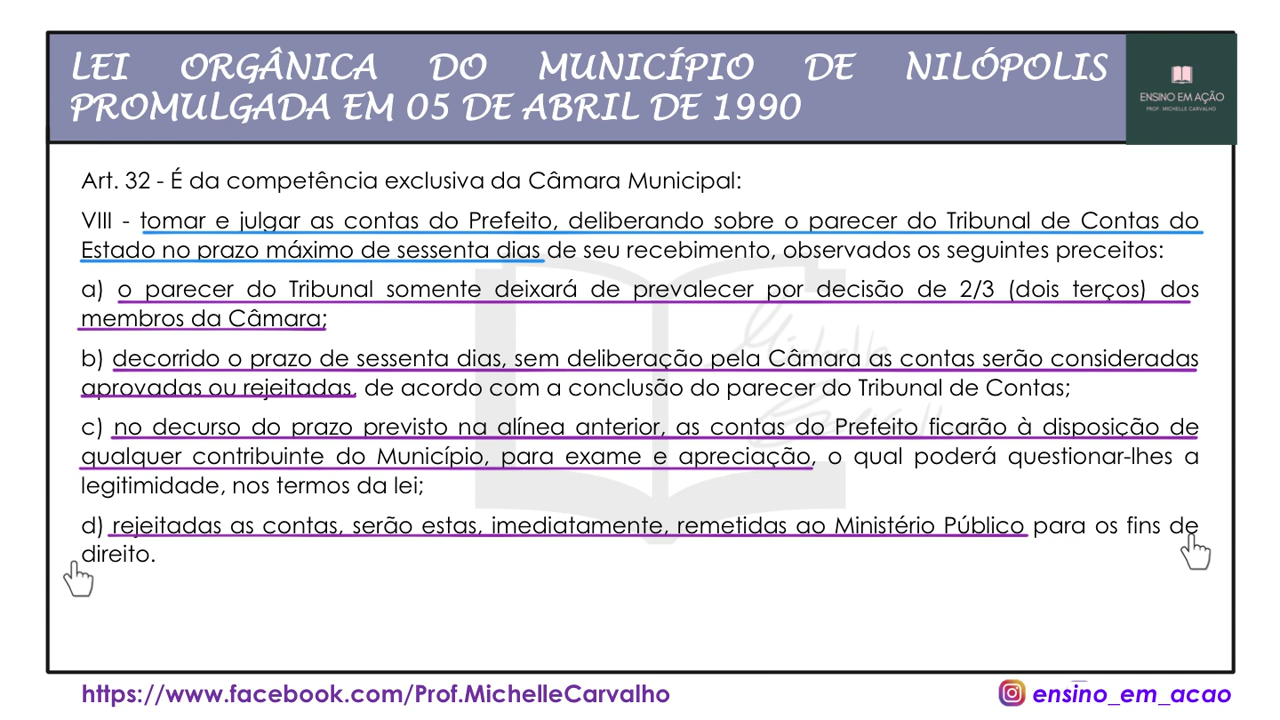 LEI ORGÂNICA DO MUNICÍPIO DE NILÓPOLIS
PROMULGADA EM 05 DE ABRIL DE 1990
ENSINO EM AÇÃO
PROF. MICHELLE CARVALHO
Art. 32 - É da competência exclusiva da Câmara Municipal:
VIII - tomar e julgar as contas do Prefeito, deliberando sobre o parecer do Tribunal de Contas do
Estado no prazo máximo de sessenta dias de seu recebimento, observados os seguintes preceitos:
a) o parecer do Tribunal somente deixará de prevalecer por decisão de 2/3 (dois terços) dos
membros da Câmara;
b) decorrido o prazo de sessenta dias, sem deliberação pela Câmara as contas serão consideradas
aprovadas ou rejeitadas, de acordo com a conclusão do parecer do Tribunal de Contas;
c) no decurso do prazo previsto na alínea anterior, as contas do Prefeito ficarão à disposição de
qualquer contribuinte do Município, para exame e apreciação, o qual poderá questionar-lhes a
legitimidade, nos termos da lei;
d) rejeitadas as contas, serão estas, imediatamente, remetidas ao Ministério Público para os fins de
direito.
https://www.facebook.com/Prof.MichelleCarvalho
ensino_em_acao